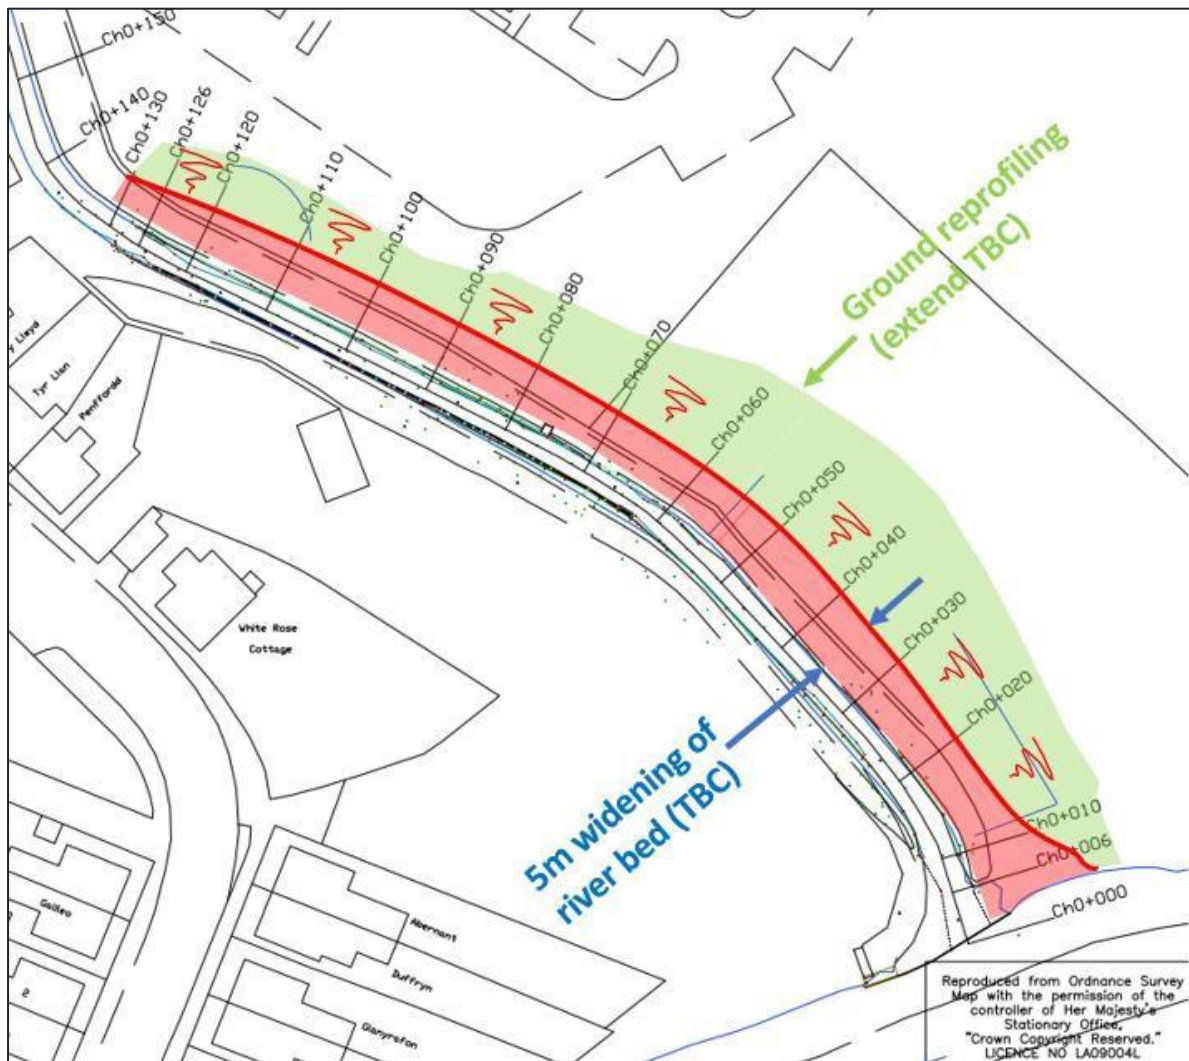 Ch0+150
Ch0+140
Ch0+130
Ch0+126
Ch0+120
Ch0+110
Ch0+100
Ch0+090
Ch0+080
Ch0+070
Ch0+060
Ch0+050
Ch0+040
Ch0+030
Ch0+020
Ch0+010
Ch0+006
Ch0+000
Ground reprofiling
(extend TBC)
5m widening of
river bed (TBC)
y Lloyd
Tyr Llan
Penffordd
White Rose
Cottage
Galileo
2
Abernant
Duffryn
Glanyrafon
Reproduced from Ordnance Survey
Map with the permission of the
controller of Her Majesty's
Stationary Office,
"Crown Copyright Reserved."
LICENCE NO LA09004L